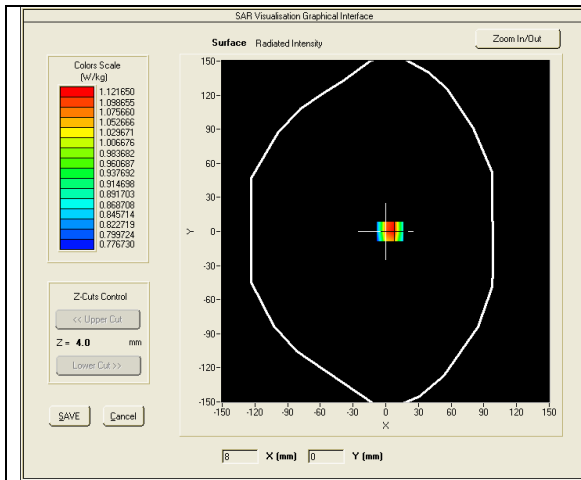 SAR Visualisation Graphical Interface
Surface Radiated Intensity
Zoom In/Out
Colors Scale
(W/kg)
1.121650
1.098655
1.075660
1.052666
1.029671
1.006676
0.983682
0.960687
0.937692
0.914698
0.891703
0.868708
0.845714
0.822719
0.799724
0.776730
Z-Cuts Control
<< Upper Cut
Z = 4.0 mm
Lower Cut >>
SAVE Cancel
150-
120-
90-
60-
30-
0-
-30-
-60-
-90-
-120-
-150-
Y
-150 -120 -90 -60 -30 0 30 60 90 120 150
X
8 X (mm) 0 Y (mm)